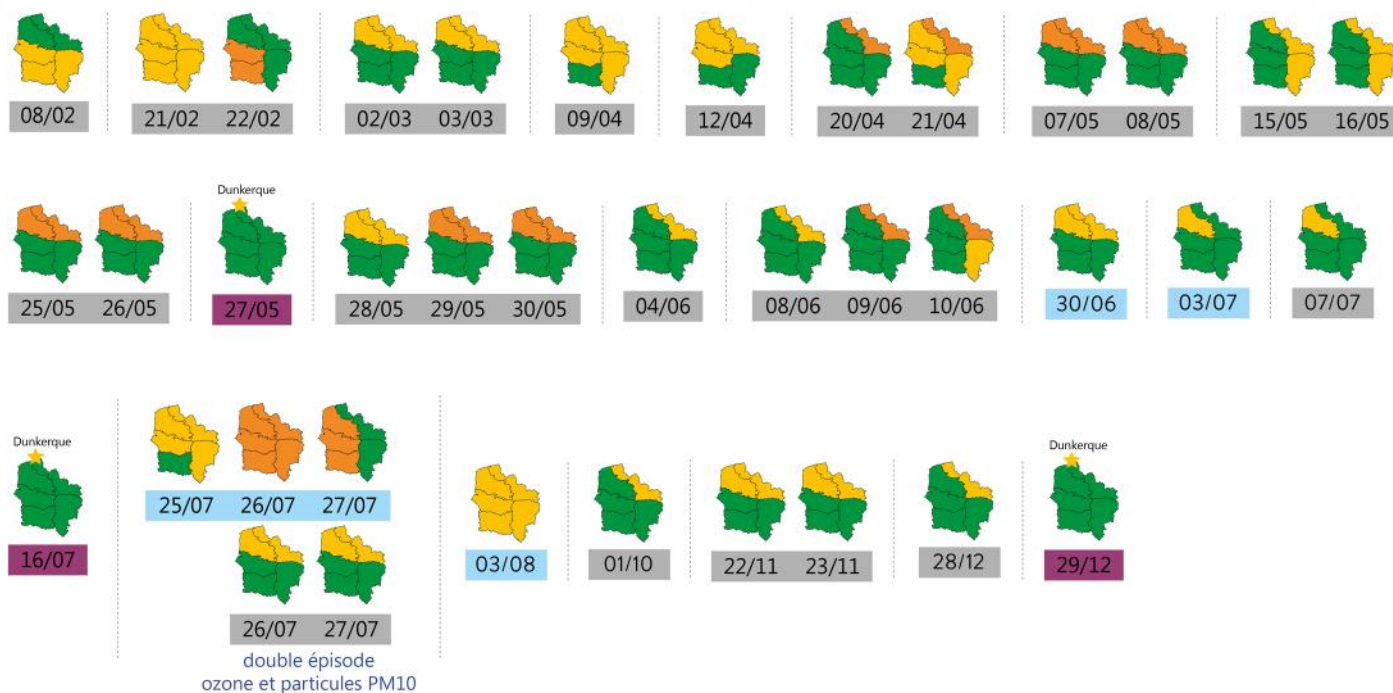 08/02 21/02 22/02 02/03 03/03 09/04 12/04 20/04 21/04 07/05 08/05 15/05 16/05
Dunkerque
25/05 26/05 27/05 28/05 29/05 30/05 04/06 08/06 09/06 10/06 30/06 03/07 07/07
Dunkerque
16/07
25/07 26/07 27/07
26/07 27/07
double épisode
ozone et particules PM10
03/08 01/10 22/11 23/11 28/12
Dunkerque
29/12